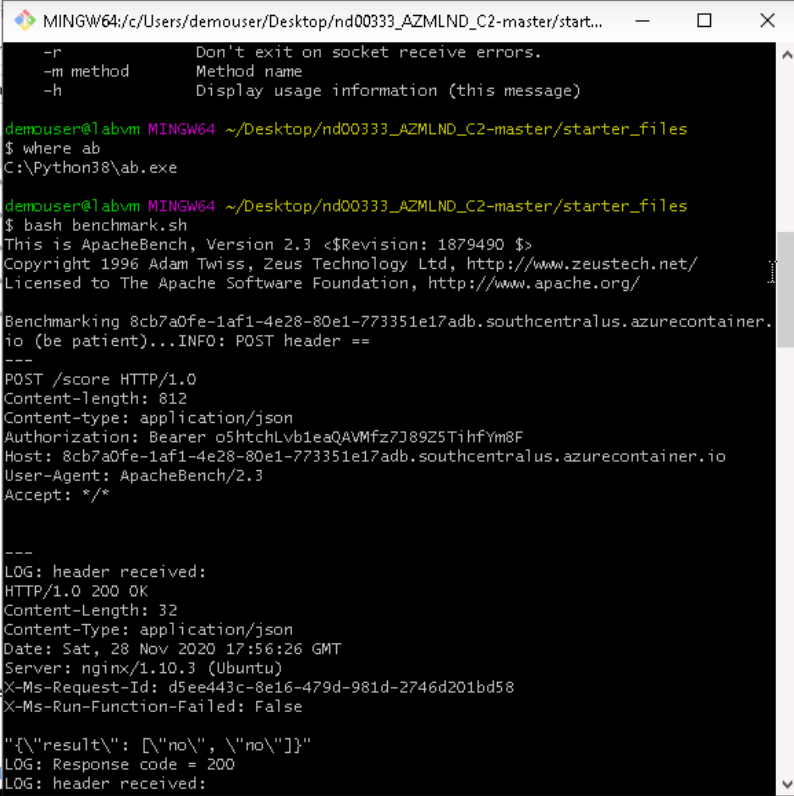 MINGW64:/c/Users/demouser/Desktop/nd00333_AZMLND_C2-master/start...
-r Don't exit on socket receive errors.
-m method Method name
-h Display usage information (this message)
demouser@labvm MINGW64 ~/Desktop/nd00333_AZMLND_C2-master/starter_files
$ where ab
C:\Python38\ab.exe
demouser@labvm MINGW64 ~/Desktop/nd00333_AZMLND_C2-master/starter_files
$ bash benchmark.sh
This is ApacheBench, Version 2.3 <$Revision: 1879490 $>
Copyright 1996 Adam Twiss, Zeus Technology Ltd, http://www.zeustech.net/
Licensed to The Apache Software Foundation, http://www.apache.org/
Benchmarking 8cb7a0fe-1af1-4e28-80e1-773351e17adb.southcentralus.azurecontainer.
io (be patient)...INFO: POST header ==
---
POST /score HTTP/1.0
Content-length: 812
Content-type: application/json
Authorization: Bearer o5htchLvb1eaQAVMfz7J89Z5TihfYm8F
Host: 8cb7a0fe-1af1-4e28-80e1-773351e17adb.southcentralus.azurecontainer.io
User-Agent: ApacheBench/2.3
Accept: */*
---
LOG: header received:
HTTP/1.0 200 OK
Content-Length: 32
Content-Type: application/json
Date: Sat, 28 Nov 2020 17:56:26 GMT
Server: nginx/1.10.3 (Ubuntu)
X-Ms-Request-Id: d5ee443c-8e16-479d-981d-2746d201bd58
X-Ms-Run-Function-Failed: False
"{\"result\": [\"no\", \"no\"]}"
LOG: Response code = 200
LOG: header received: